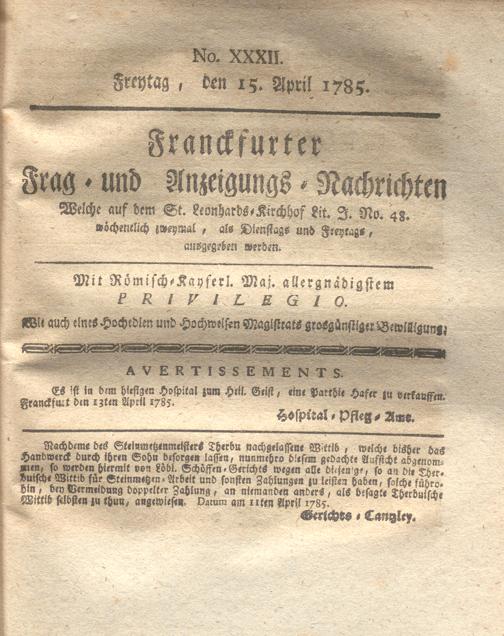 No. XXXII.
Freytag, den 15. April 1785.
Franckfurter
Frag- und Anzeigungs-Nachrichten
Welche auf dem St. Leonhards-Kirchhof Lit. J. No. 48.
wöchentlich zweymal, als Dienstags und Freytags,
ausgegeben werden.
Mit Römisch-Kayserl. Maj. allergnädigstem
PRIVILEGIO.
Wie auch eines Hochedlen und Hochweisen Magistrats grosgünstiger Bewilligung.
AVERTISSEMENTS.
Es ist in dem hiesigen Hospital zum Heil. Geist, eine Parthie Hafer zu verkauffen.
Franckfurt den 13ten April 1785.
Hospital-Pfleg-Amt.
Nachdeme des Steinmetzenmeisters Therbu nachgelassene Wittib, welche bisher das
Handwerck durch ihren Sohn besorgen lassen, nunmehro diesem gedachte Aufsicht abgenom-
men, so werden hiermit von Löbl. Schöffen-Gerichts wegen alle diejenige, so an die Ther-
buische Wittib für Steinmetzen-Arbeit und sonsten Zahlungen zu leisten haben, solche führo-
hin, bey Vermeidung doppelter Zahlung, an niemanden anders, als besagte Therbuische
Wittib selbsten zu thun, angewiesen. Datum am 11ten April 1785.
Gerichts-Cantzley.